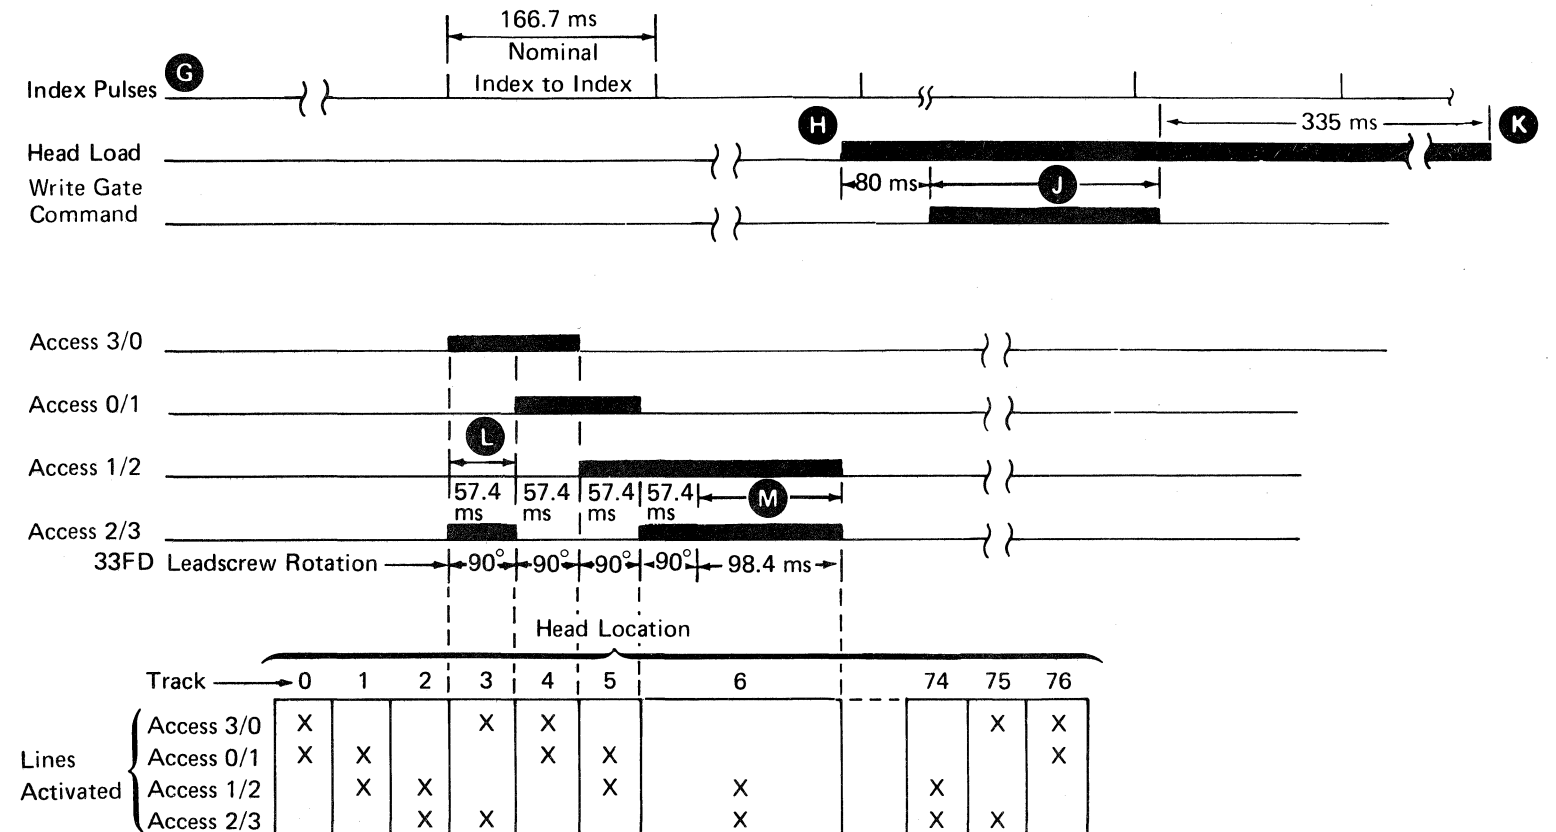 166.7 ms
Nominal
Index to Index
G
Index Pulses
335 ms
H
K
Head Load
Write Gate
Command
80 ms
J
Access 3/0
Access 0/1
L
Access 1/2
57.4 ms
57.4 ms
57.4 ms
57.4 ms
M
Access 2/3
33FD Leadscrew Rotation
90° 90° 90° 90° 98.4 ms
Head Location
Track 0 1 2 3 4 5 6 74 75 76
Lines Activated
Access 3/0 X X X X X
Access 0/1 X X X X X
Access 1/2 X X X X X
Access 2/3 X X X X X